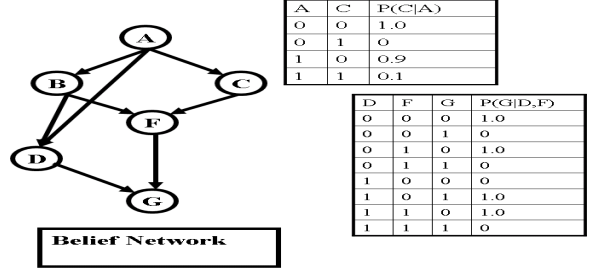 A C P(C|A)
0 0 1.0
0 1 0
1 0 0.9
1 1 0.1
A
B
C
F
D
G
D F G P(G|D,F)
0 0 0 1.0
0 0 1 0
0 1 0 1.0
0 1 1 0
1 0 0 0
1 0 1 1.0
1 1 0 1.0
1 1 1 0
Belief Network